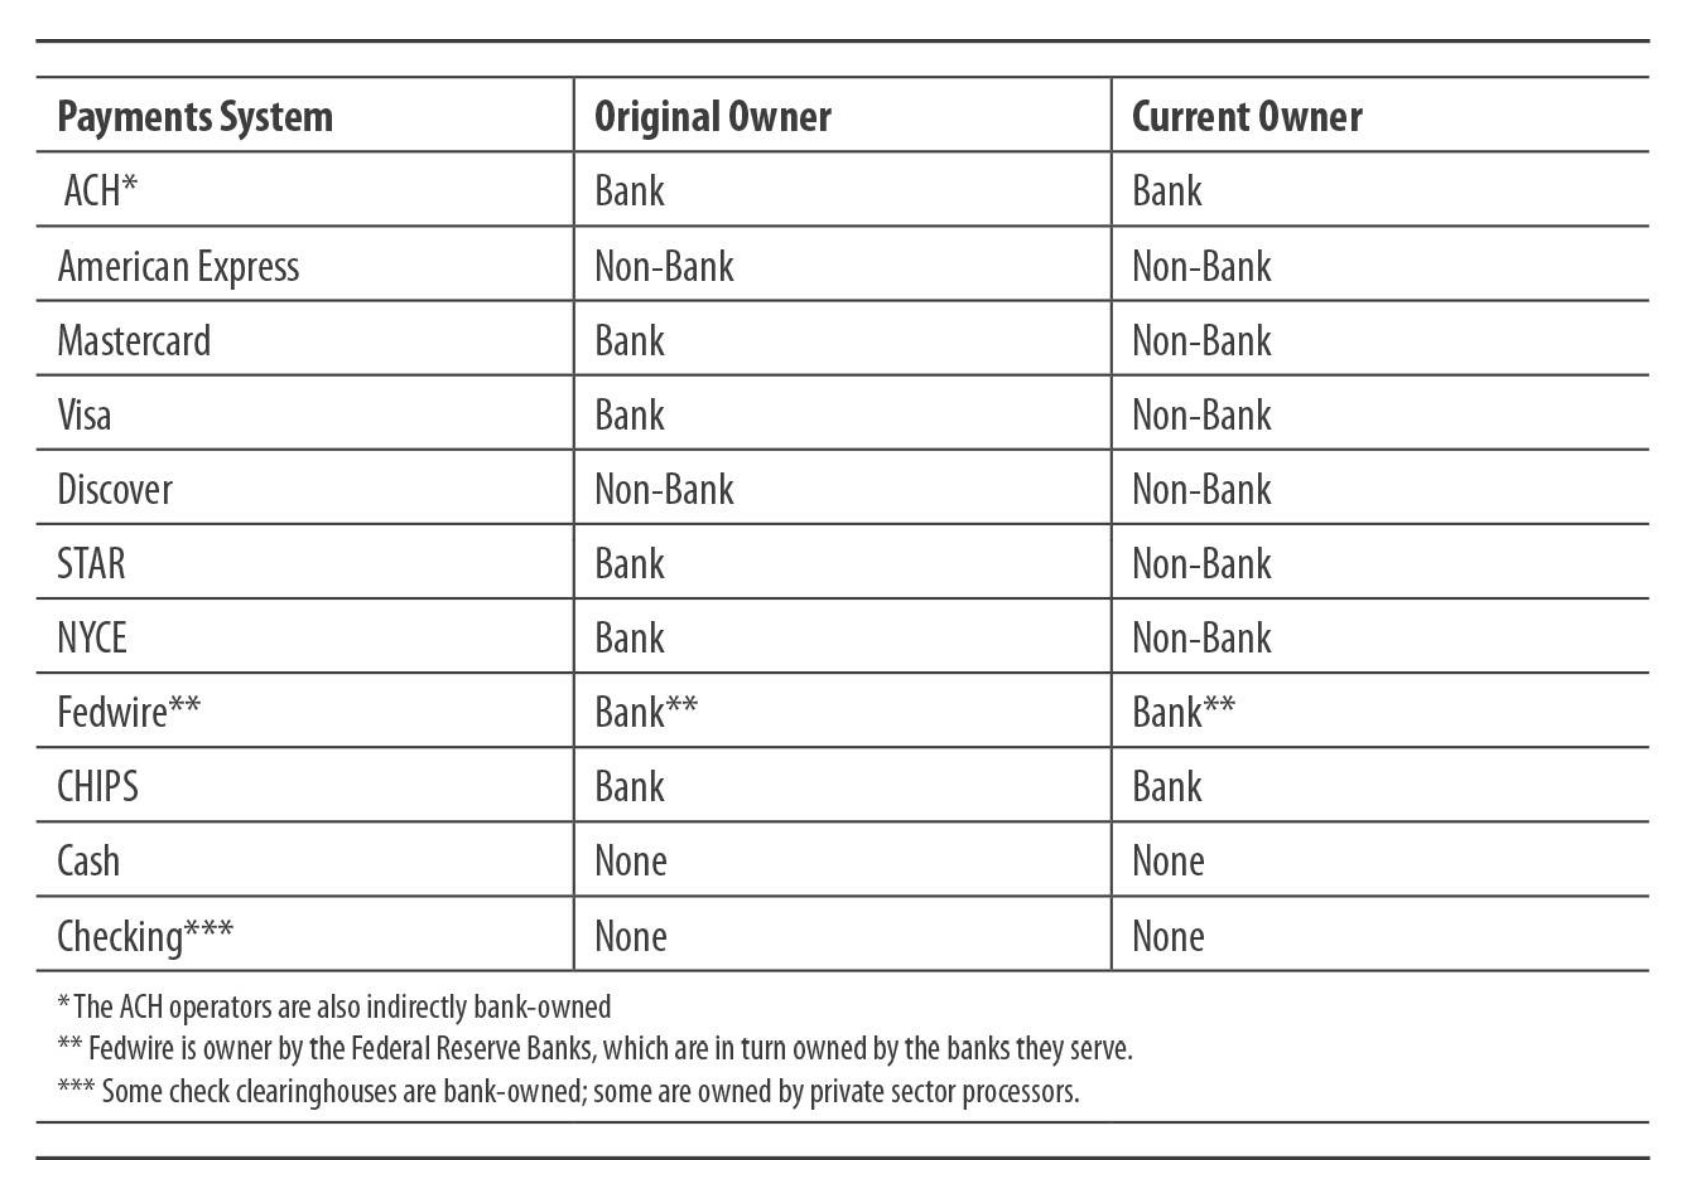 Payments System Original Owner Current Owner
ACH* Bank Bank
American Express Non-Bank Non-Bank
Mastercard Bank Non-Bank
Visa Bank Non-Bank
Discover Non-Bank Non-Bank
STAR Bank Non-Bank
NYCE Bank Non-Bank
Fedwire** Bank** Bank**
CHIPS Bank Bank
Cash None None
Checking*** None None
* The ACH operators are also indirectly bank-owned
** Fedwire is owner by the Federal Reserve Banks, which are in turn owned by the banks they serve.
*** Some check clearinghouses are bank-owned; some are owned by private sector processors.